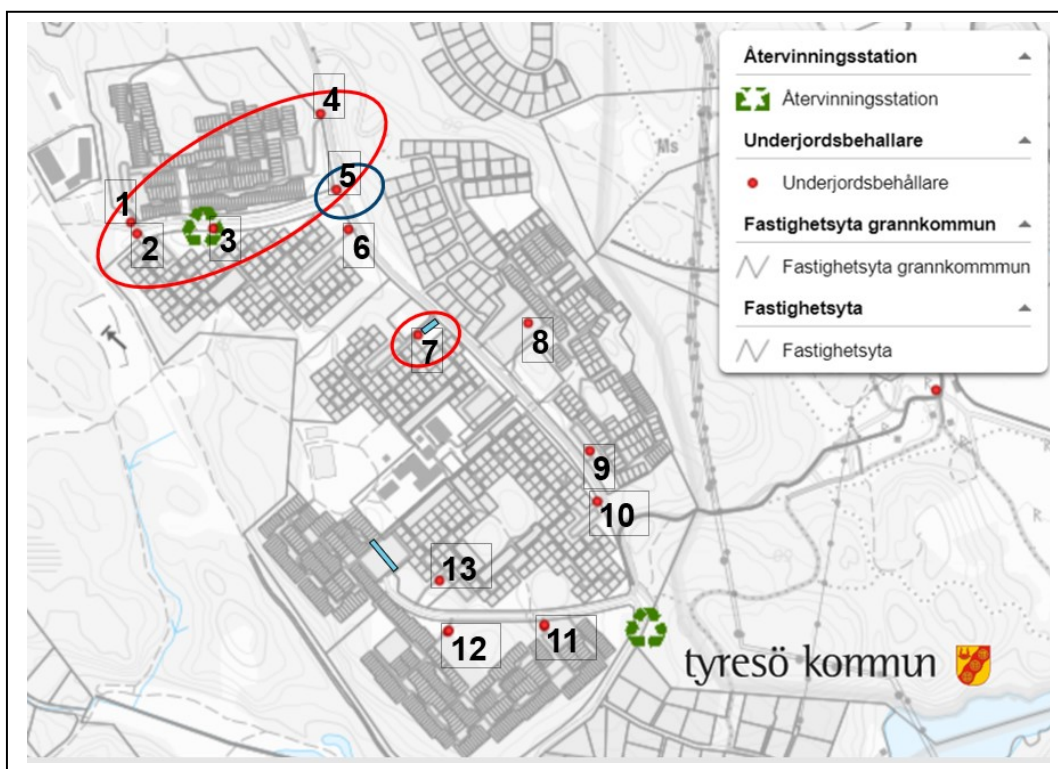 Återvinningsstation
Återvinningsstation
Underjordsbehallare
Underjordsbehållare
Fastighetsyta grannkommun
Fastighetsyta grannkommmun
Fastighetsyta
Fastighetsyta
Ms
4
5
1
2
3
6
7
8
9
10
13
12
11
R
tyresö kommun